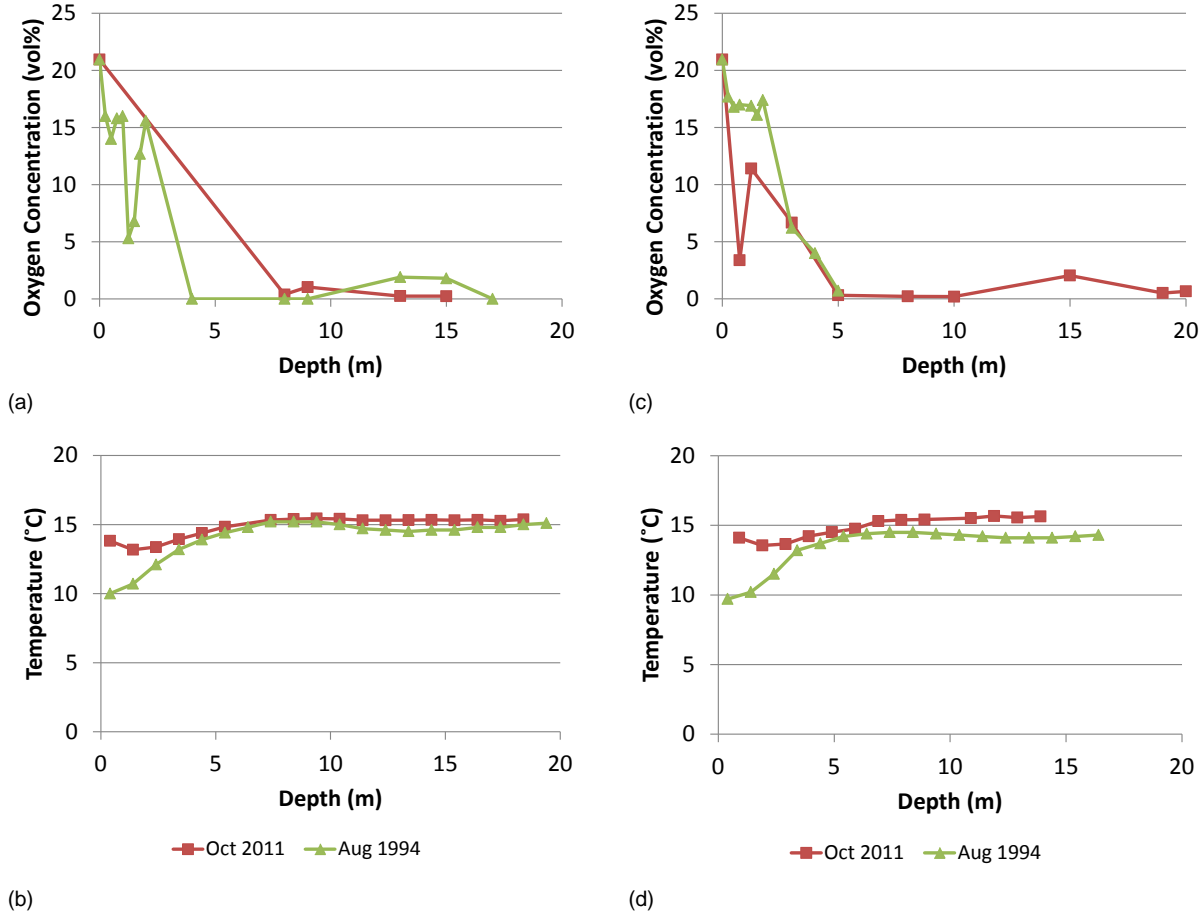 25
20
15
10
5
0
0 5 10 15 20
Oxygen Concentration (vol%)
Depth (m)
(a)
25
20
15
10
5
0
0 5 10 15 20
Oxygen Concentration (vol%)
Depth (m)
(c)
20
15
10
5
0
0 5 10 15 20
Temperature (˚C)
Depth (m)
Oct 2011 Aug 1994
(b)
20
15
10
5
0
0 5 10 15 20
Temperature (˚C)
Depth (m)
Oct 2011 Aug 1994
(d)